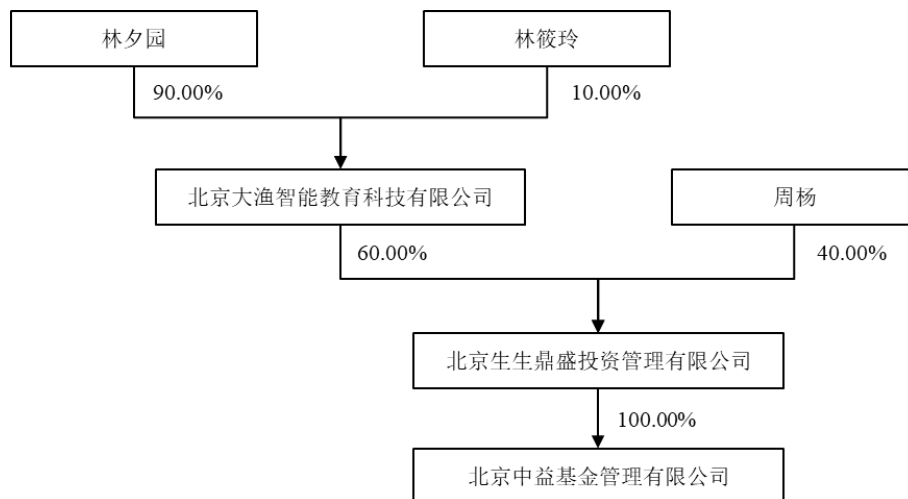 林夕园
林筱玲
90.00%
10.00%
北京大渔智能教育科技有限公司
周杨
60.00%
40.00%
北京生生鼎盛投资管理有限公司
100.00%
北京中益基金管理有限公司